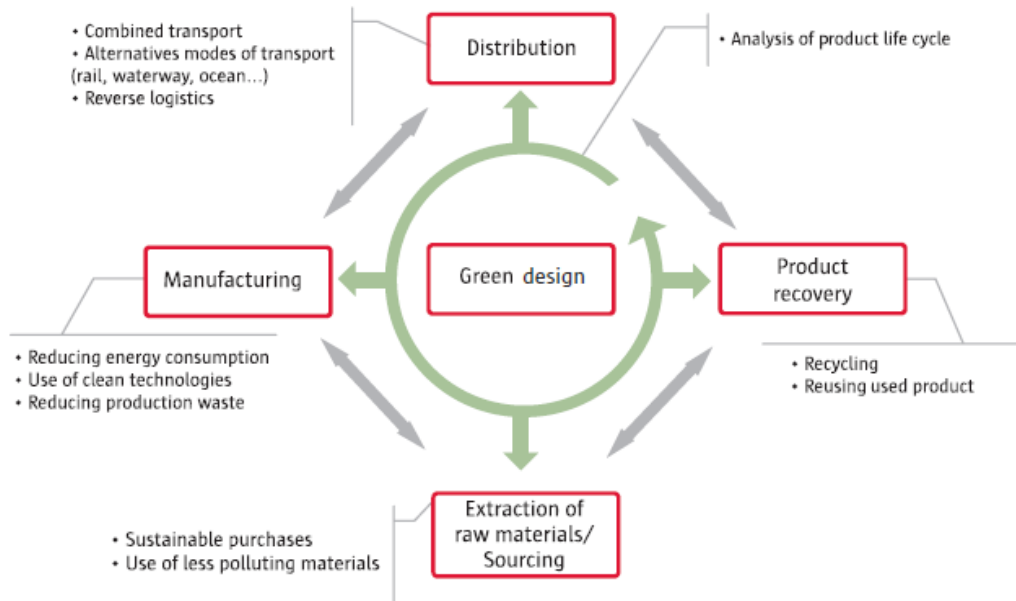 • Combined transport
• Alternatives modes of transport
(rail, waterway, ocean...)
• Reverse logistics
Distribution
• Analysis of product life cycle
Manufacturing
Green design
Product
recovery
• Reducing energy consumption
• Use of clean technologies
• Reducing production waste
• Recycling
• Reusing used product
Extraction of
raw materials/
Sourcing
• Sustainable purchases
• Use of less polluting materials